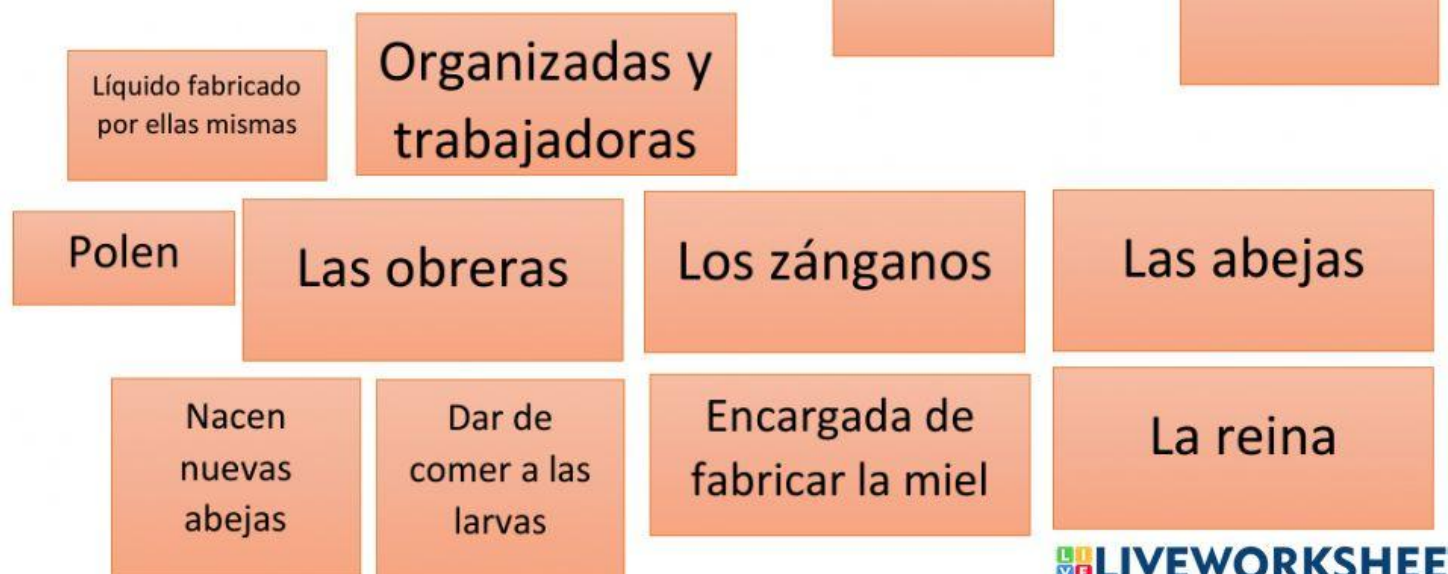 Líquido fabricado
por ellas mismas
Organizadas y
trabajadoras
Polen
Las obreras
Los zánganos
Las abejas
Nacen
nuevas
abejas
Dar de
comer a las
larvas
Encargada de
fabricar la miel
La reina
LIVEWORKSHEE